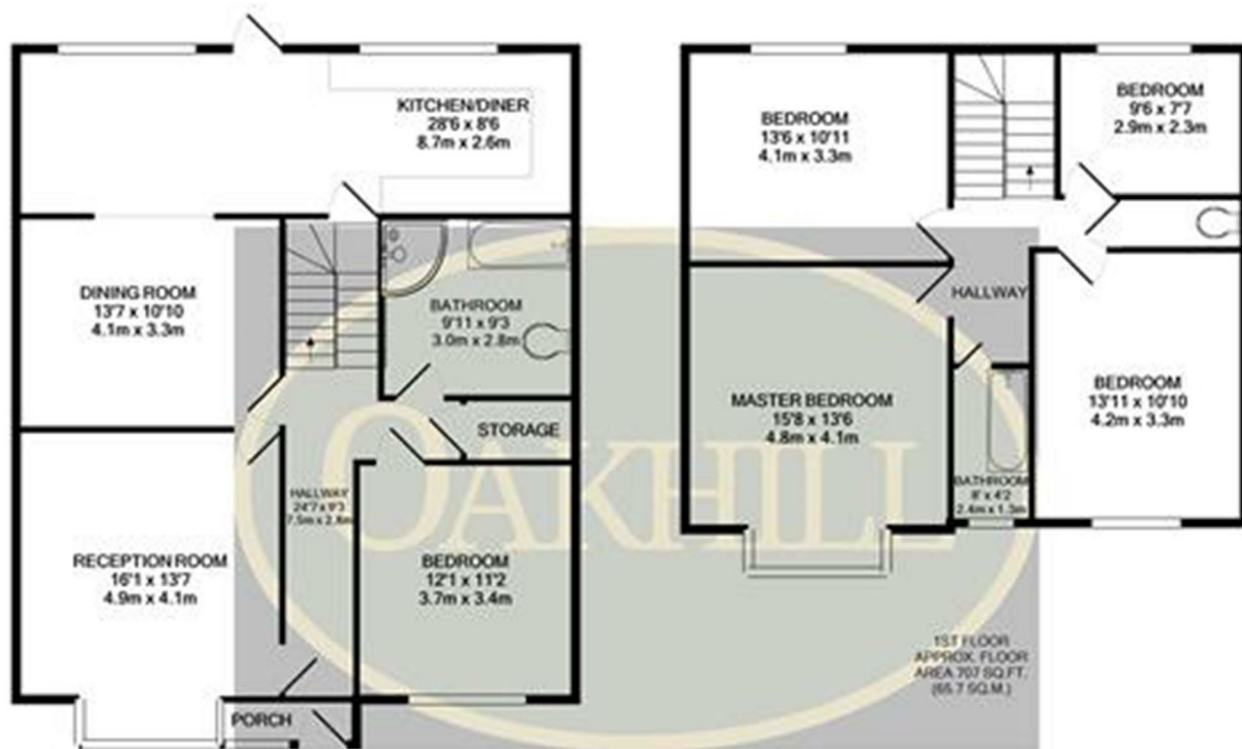 KITCHEN/DINER
28'6 x 8'6
8.7m x 2.6m
DINING ROOM
13'7 x 10'10
4.1m x 3.3m
BATHROOM
9'11 x 9'3
3.0m x 2.8m
STORAGE
HALLWAY
24'7 x 9'3
7.5m x 2.8m
RECEPTION ROOM
16'1 x 13'7
4.9m x 4.1m
BEDROOM
12'1 x 11'2
3.7m x 3.4m
PORCH
BEDROOM
13'6 x 10'11
4.1m x 3.3m
BEDROOM
9'6 x 7'7
2.9m x 2.3m
HALLWAY
MASTER BEDROOM
15'8 x 13'6
4.8m x 4.1m
BEDROOM
13'11 x 10'10
4.2m x 3.3m
BATHROOM
8' x 4'2
2.4m x 1.3m
1ST FLOOR
APPROX. FLOOR
AREA 707 SQ.FT.
(65.7 SQ.M.)
OAKHILL